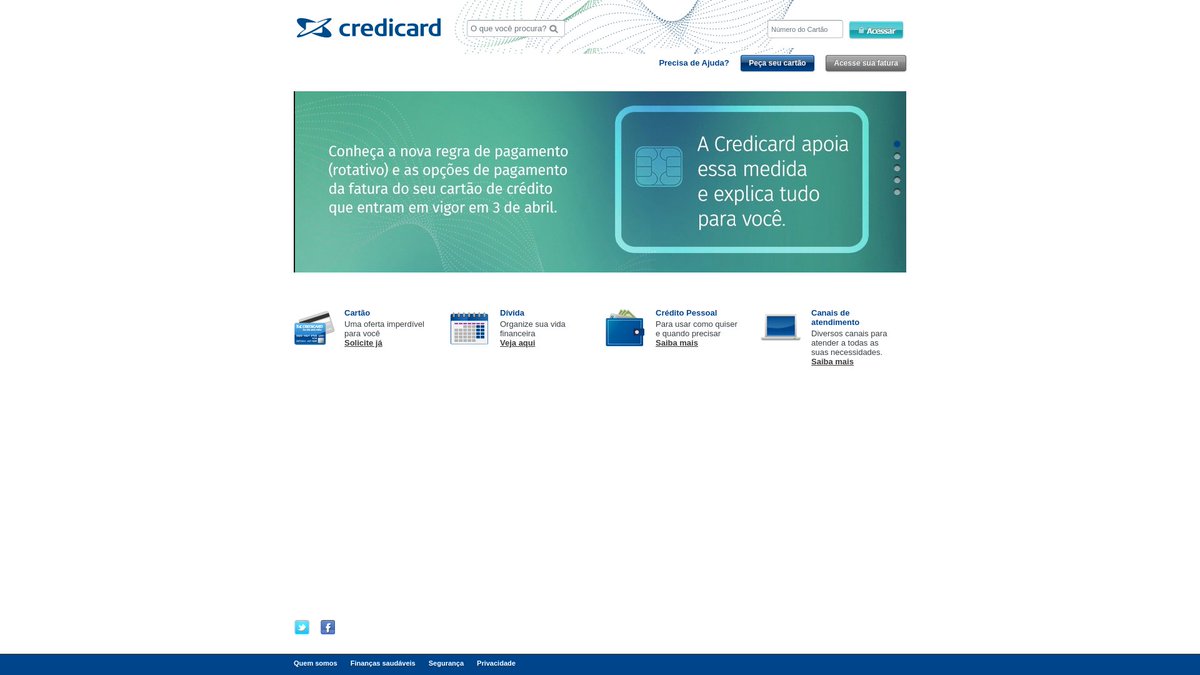 credicard
O que você procura?
Número do Cartão
Acessar
Precisa de Ajuda?
Peça seu cartão
Acesse sua fatura
Conheça a nova regra de pagamento
(rotativo) e as opções de pagamento
da fatura do seu cartão de crédito
que entram em vigor em 3 de abril.
A Credicard apoia
essa medida
e explica tudo
para você.
Cartão
Uma oferta imperdível
para você
Solicite já
Dívida
Organize sua vida
financeira
Veja aqui
Crédito Pessoal
Para usar como quiser
e quando precisar
Saiba mais
Canais de
atendimento
Diversos canais para
atender a todas as
suas necessidades.
Saiba mais
Quem somos
Finanças saudáveis
Segurança
Privacidade